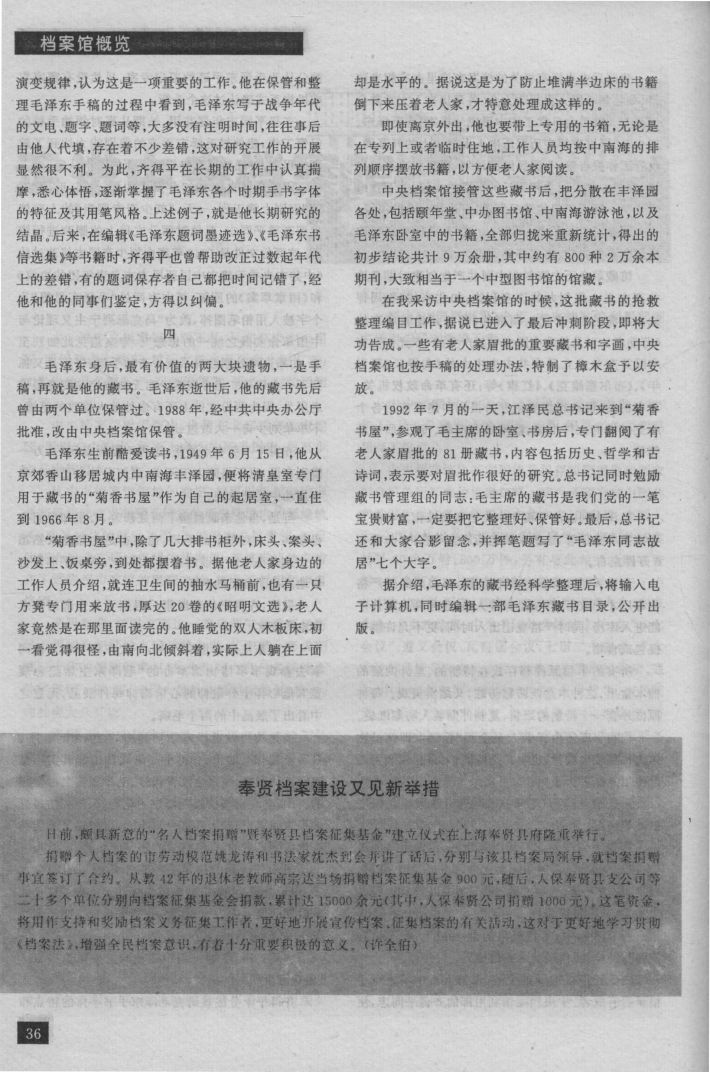 档案馆概览
演变规律,认为这是一项重要的工作。他在保管和整
理毛泽东手稿的过程中看到,毛泽东写于战争年代
的文电、题字、题词等,大多没有注明时间,往往事后
由他人代填,存在着不少差错,这对研究工作的开展
显然很不利。为此,齐得平在长期的工作中认真揣
摩,悉心体悟,逐渐掌握了毛泽东各个时期手书字体
的特征及其用笔风格。上述例子,就是他长期研究的
结晶。后来,在编辑《毛泽东题词墨迹选》、《毛泽东书
信选集》等书籍时,齐得平也曾帮助改正过数起年代
上的差错,有的题词保存者自己都把时间记错了,经
他和他的同事们鉴定,方得以纠偏。
四
毛泽东身后,最有价值的两大块遗物,一是手
稿,再就是他的藏书。毛泽东逝世后,他的藏书先后
曾由两个单位保管过。1988年,经中共中央办公厅
批准,改由中央档案馆保管。
毛泽东生前酷爱读书,1949年6月15日,他从
京郊香山移居城内中南海丰泽园,便将清皇室专门
用于藏书的“菊香书屋”作为自己的起居室,一直住
到1966年8月。
“菊香书屋”中,除了几大排书柜外,床头、案头、
沙发上、饭桌旁,到处都摆着书。据他老人家身边的
工作人员介绍,就连卫生间的抽水马桶前,也有一只
方凳专门用来放书,厚达20卷的《昭明文选》,老人
家竟然是在那里面读完的。他睡觉的双人木板床,初
一看觉得很怪,由南向北倾斜着,实际上人躺在上面
却是水平的。据说这是为了防止堆满半边床的书籍
倒下来压着老人家,才特意处理成这样的。
即使离京外出,他也要带上专用的书箱,无论是
在专列上或者临时住地,工作人员均按中南海的排
列顺序摆放书籍,以方便老人家阅读。
中央档案馆接管这些藏书后,把分散在丰泽园
各处,包括颐年堂、中办图书馆、中南海游泳池,以及
毛泽东卧室中的书籍,全部归拢来重新统计,得出的
初步结论共计9万余册,其中约有800种2万余本
期刊,大致相当于一个中型图书馆的馆藏。
在我采访中央档案馆的时候,这批藏书的抢救
整理编目工作,据说已进入了最后冲刺阶段,即将大
功告成。一些有老人家眉批的重要藏书和字画,中央
档案馆也按手稿的处理方法,特制了樟木盒予以安
放。
1992年7月的一天,江泽民总书记来到“菊香
书屋”,参观了毛主席的卧室、书房后,专门翻阅了有
老人家眉批的81册藏书,内容包括历史、哲学和古
诗词,表示要对眉批作很好的研究。总书记同时勉励
藏书管理组的同志:毛主席的藏书是我们党的一笔
宝贵财富,一定要把它整理好、保管好。最后,总书记
还和大家合影留念,并挥笔题写了“毛泽东同志故
居”七个大字。
据介绍,毛泽东的藏书经科学整理后,将输入电
子计算机,同时编辑一部毛泽东藏书目录,公开出
版。
奉贤档案建设又见新举措
日前,颇具新意的“名人档案捐赠”暨奉贤县档案征集基金”建立仪式在上海奉贤县府隆重举行。
捐赠个人档案的市劳动模范姚龙涛和书法家沈杰到会并讲了话后,分别与该县档案局领导,就档案捐赠
事宜签订了合约。从教42年的退休老教师高宗达当场捐赠档案征集基金900元,随后,人保奉贤县支公司等
二十多个单位分别向档案征集基金会捐款,累计达15000余元(其中,人保奉贤公司捐赠1000元)。这笔资金,
将用作支持和奖励档案义务征集工作者,更好地开展宣传档案、征集档案的有关活动,这对于更好地学习贯彻
《档案法》,增强全民档案意识,有着十分重要积极的意义。(许全伯)
36